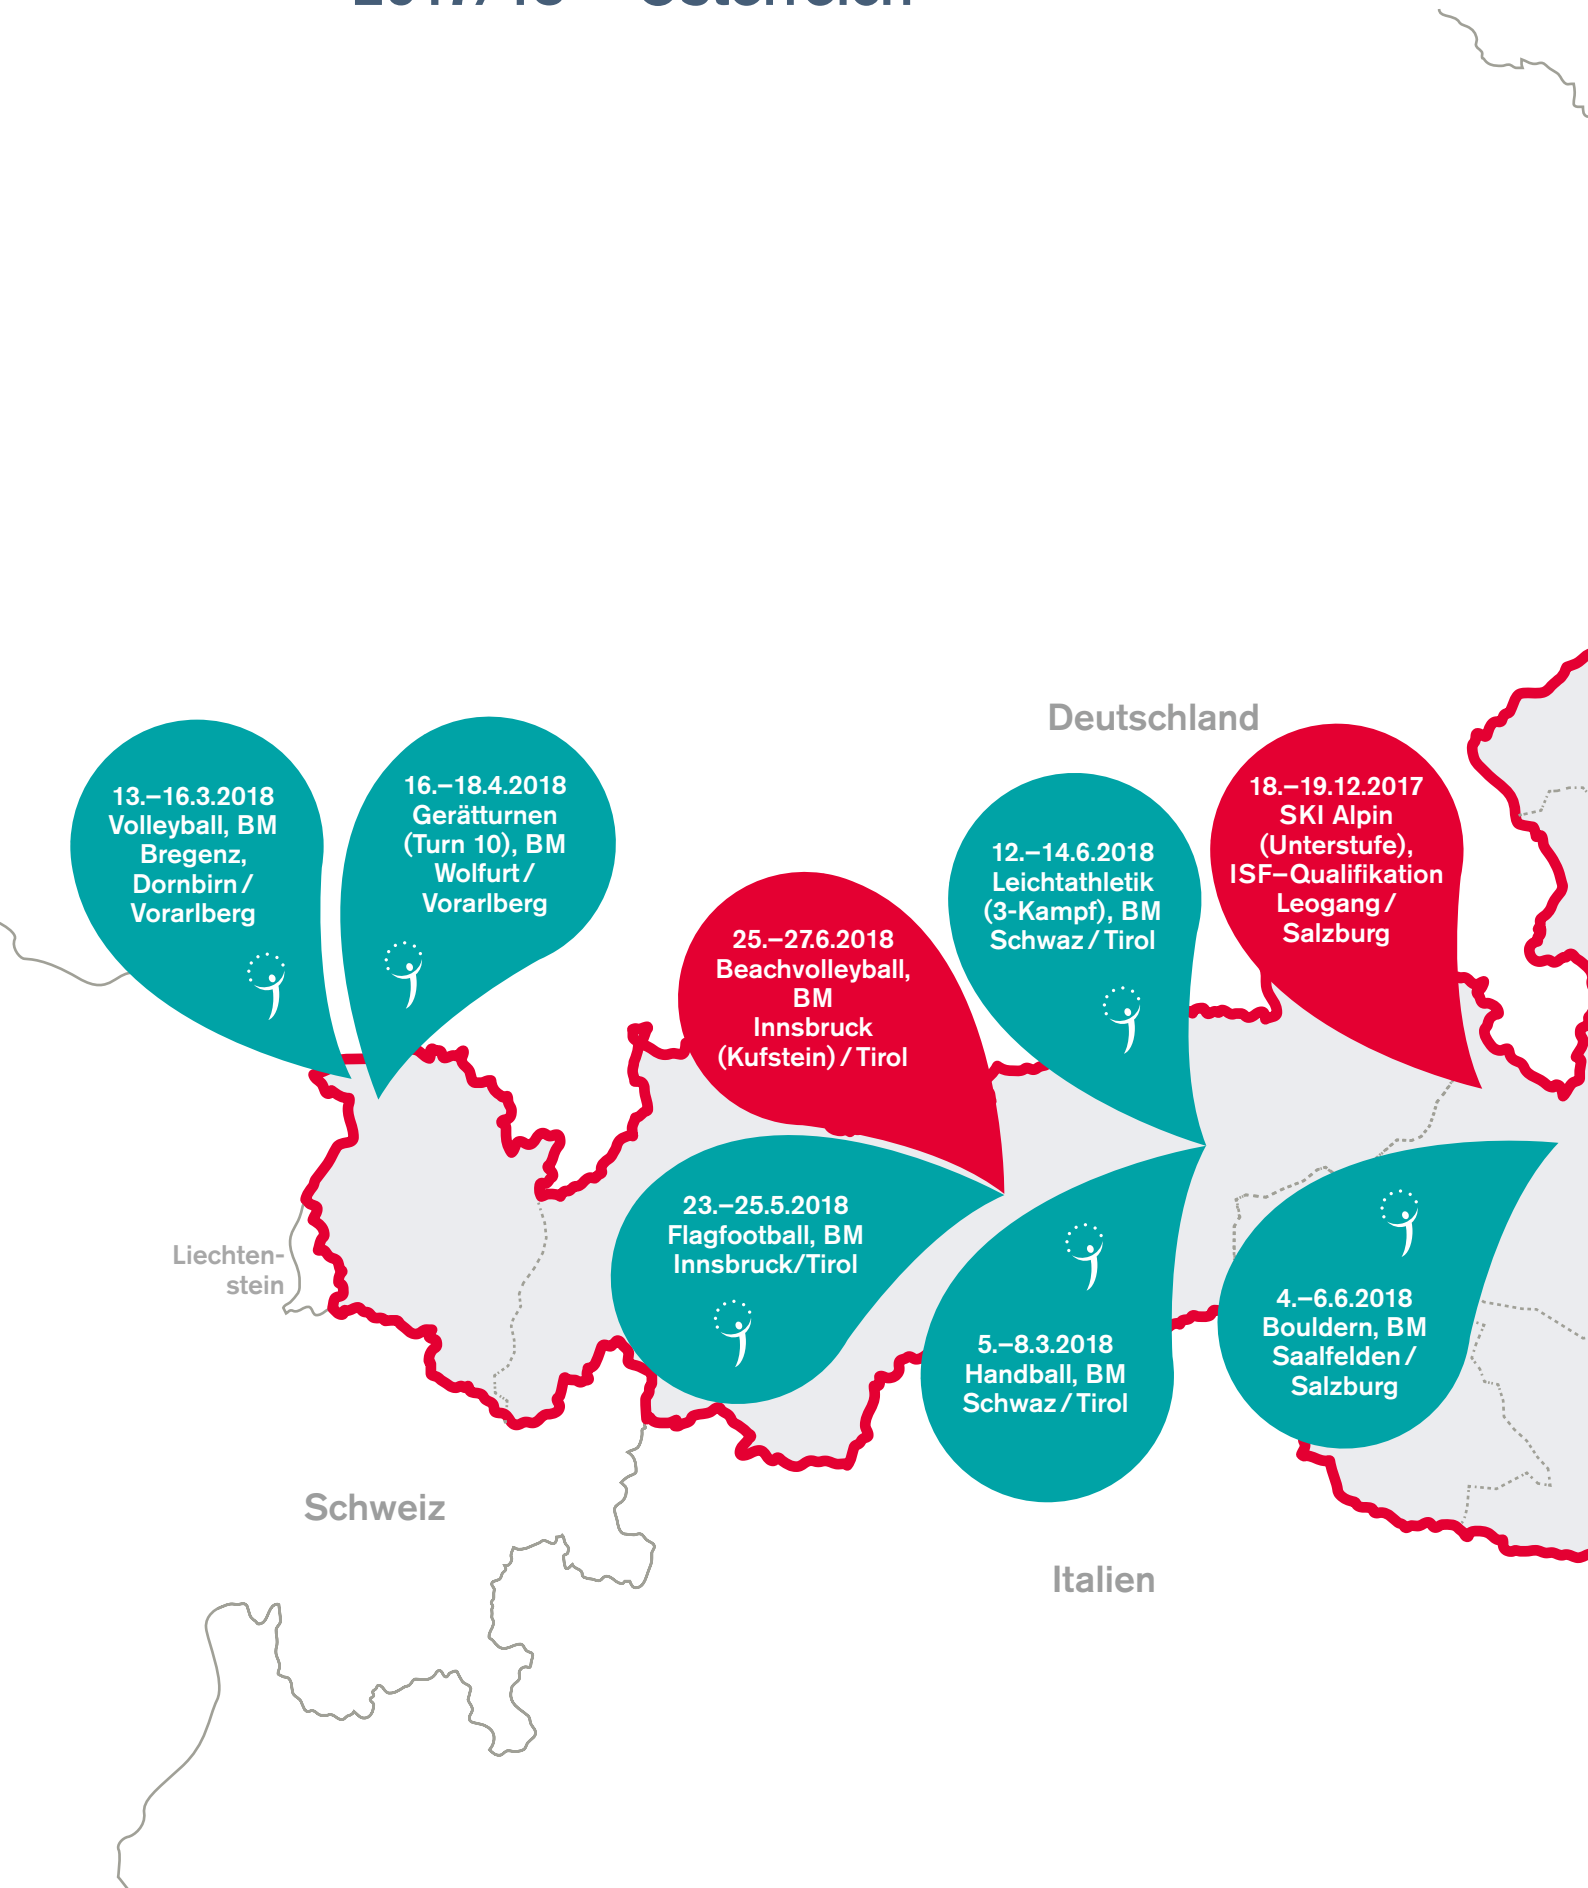 2017/18 – Österreich
Deutschland
13.–16.3.2018
Volleyball, BM
Bregenz,
Dornbirn/
Vorarlberg
16.–18.4.2018
Gerätturnen
(Turn 10), BM
Wolfurt/
Vorarlberg
25.–27.6.2018
Beachvolleyball,
BM
Innsbruck
(Kufstein)/Tirol
12.–14.6.2018
Leichtathletik
(3-Kampf), BM
Schwaz/Tirol
18.–19.12.2017
SKI Alpin
(Unterstufe),
ISF–Qualifikation
Leogang/
Salzburg
23.–25.5.2018
Flagfootball, BM
Innsbruck/Tirol
5.–8.3.2018
Handball, BM
Schwaz/Tirol
4.–6.6.2018
Bouldern, BM
Saalfelden/
Salzburg
Liechten-
stein
Schweiz
Italien